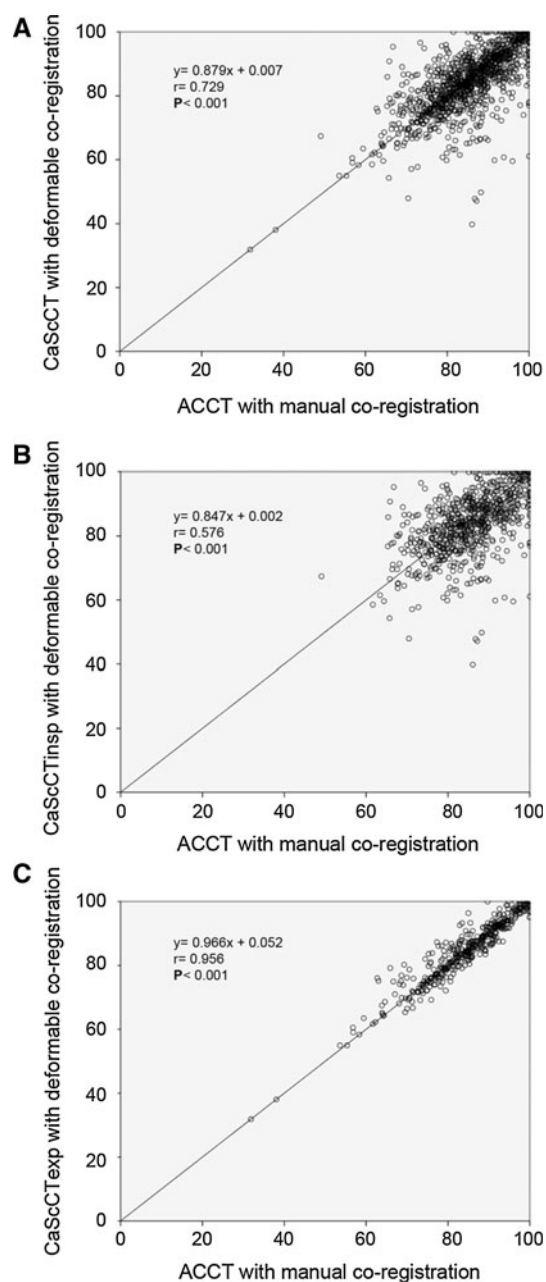 A
CaScCT with deformable co-registration
100
80
60
40
20
0
y= 0.879x + 0.007
r= 0.729
P< 0.001
0 20 40 60 80 100
ACCT with manual co-registration
B
CaScCTinsp with deformable co-registration
100
80
60
40
20
0
y= 0.847x + 0.002
r= 0.576
P< 0.001
0 20 40 60 80 100
ACCT with manual co-registration
C
CaScCTexp with deformable co-registration
100
80
60
40
20
0
y= 0.966x + 0.052
r= 0.956
P< 0.001
0 20 40 60 80 100
ACCT with manual co-registration